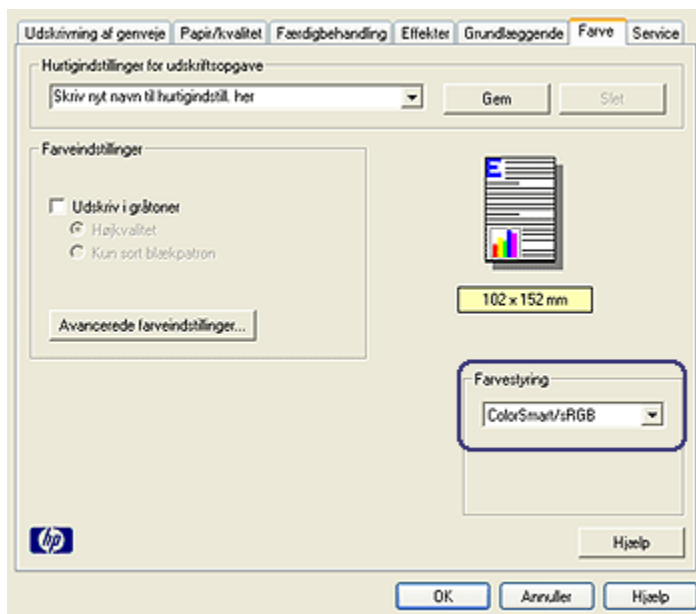 Udskrivning af genveje Papir/kvalitet Færdigbehandling Effekter Grundlæggende Farve Service
Hurtigindstillinger for udskriftsopgave
Skriv nyt navn til hurtigindstill. her Gem Slet
Farveindstillinger
Udskriv i gråtoner
Højkvalitet
Kun sort blækpatron
E
102 x 152 mm
Avancerede farveindstillinger...
Farvestyring
ColorSmart/sRGB
hp
Hjælp
OK Annuller Hjælp